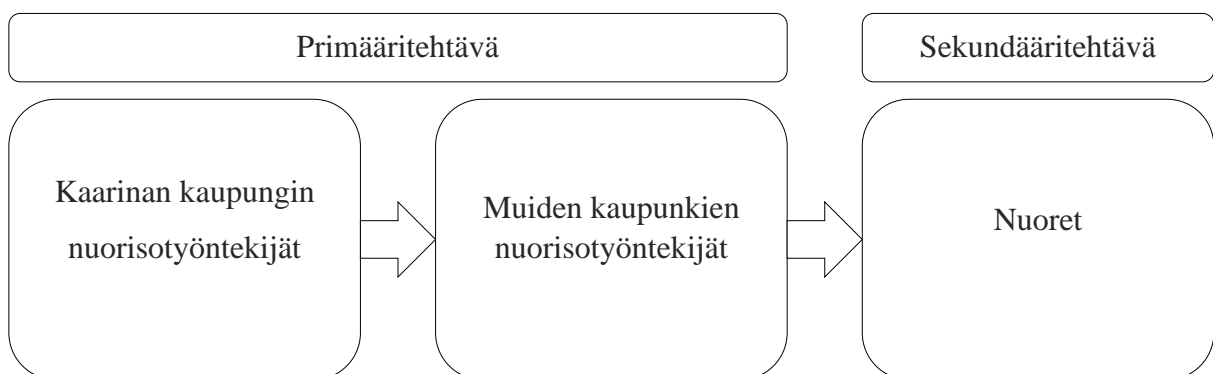 Primääritehtävä
Sekundääritehtävä
Kaarinan kaupungin
nuorisotyöntekijät
Muiden kaupunkien
nuorisotyöntekijät
Nuoret